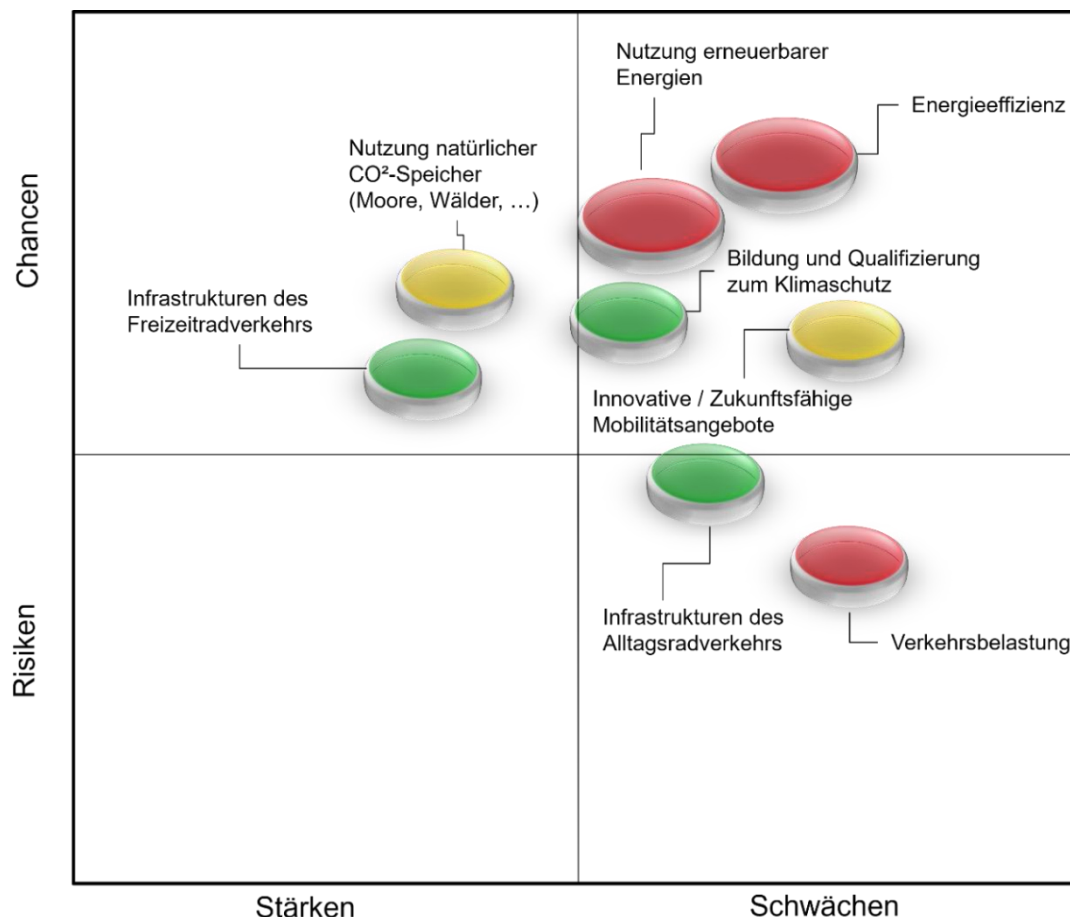 Chancen
Risiken
Nutzung natürlicher
CO²-Speicher
(Moore, Wälder, …)
Infrastrukturen des
Freizeitradverkehrs
Nutzung erneuerbarer
Energien
Energieeffizienz
Bildung und Qualifizierung
zum Klimaschutz
Innovative / Zukunftsfähige
Mobilitätsangebote
Infrastrukturen des
Alltagsradverkehrs
Verkehrsbelastung
Stärken
Schwächen